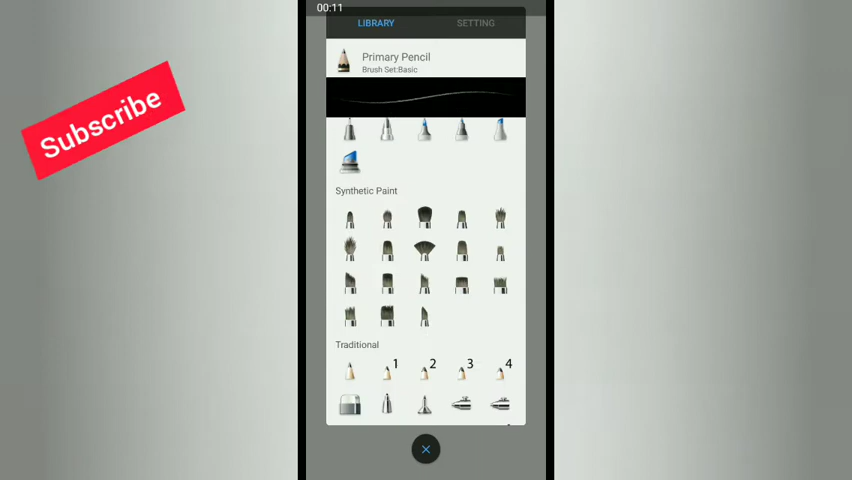 00:11
LIBRARY SETTING
Primary Pencil
Brush Set:Basic
Subscribe
Synthetic Paint
Traditional
1 2 3 4